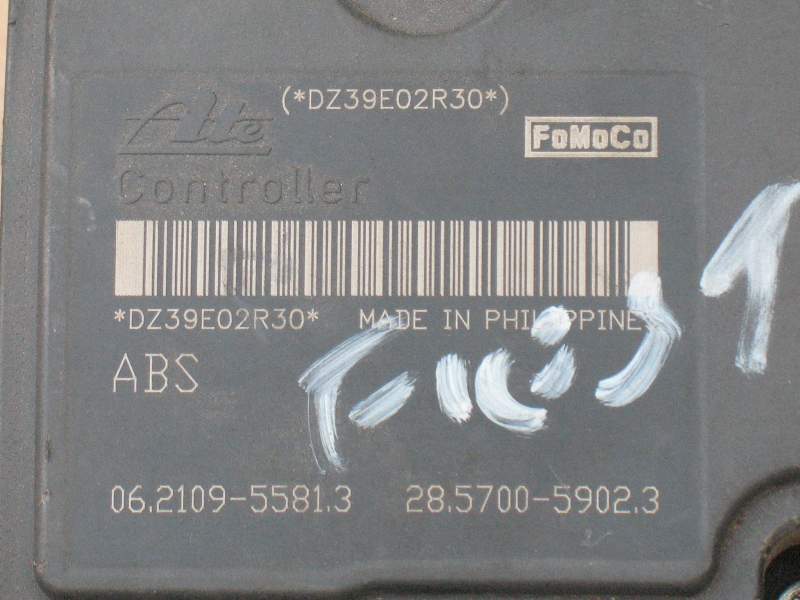 (*DZ39E02R30*)
Ate
FoMoCo
Controller
*DZ39E02R30* MADE IN PHILIPPINES
ABS
06.2109-5581.3 28.5700-5902.3